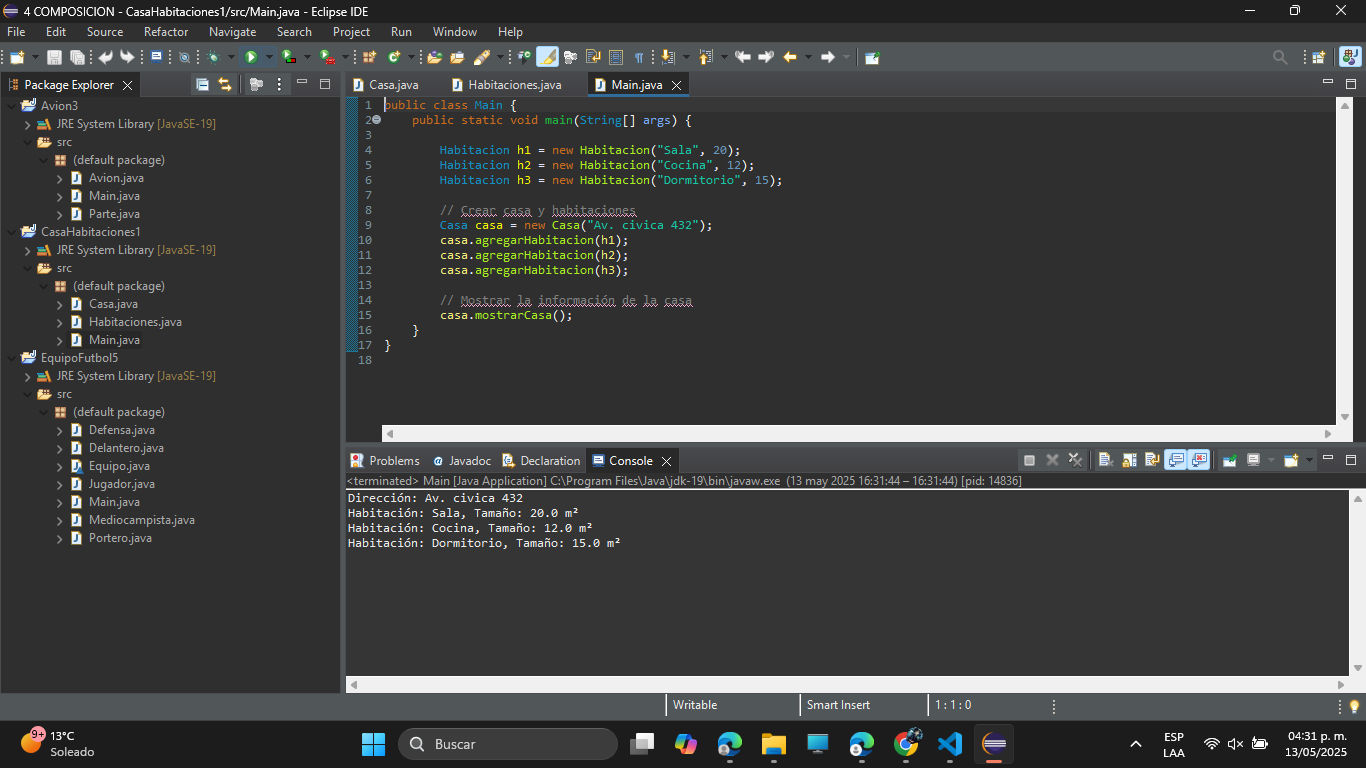 4 COMPOSICION - CasaHabitaciones1/src/Main.java - Eclipse IDE
File Edit Source Refactor Navigate Search Project Run Window Help
Package Explorer
Avion3
JRE System Library [JavaSE-19]
src
(default package)
Avion.java
Main.java
Parte.java
CasaHabitaciones1
JRE System Library [JavaSE-19]
src
(default package)
Casa.java
Habitaciones.java
Main.java
EquipoFutbol5
JRE System Library [JavaSE-19]
src
(default package)
Defensa.java
Delantero.java
Equipo.java
Jugador.java
Main.java
Mediocampista.java
Portero.java
Casa.java Habitaciones.java Main.java
1 public class Main {
2 public static void main(String[] args) {
3
4 Habitacion h1 = new Habitacion("Sala", 20);
5 Habitacion h2 = new Habitacion("Cocina", 12);
6 Habitacion h3 = new Habitacion("Dormitorio", 15);
7
8 // Crear casa y habitaciones
9 Casa casa = new Casa("Av. civica 432");
10 casa.agregarHabitacion(h1);
11 casa.agregarHabitacion(h2);
12 casa.agregarHabitacion(h3);
13
14 // Mostrar la información de la casa
15 casa.mostrarCasa();
16 }
17 }
18
Problems Javadoc Declaration Console
<terminated> Main [Java Application] C:\Program Files\Java\jdk-19\bin\javaw.exe (13 may 2025 16:31:44 – 16:31:44) [pid: 14836]
Dirección: Av. civica 432
Habitación: Sala, Tamaño: 20.0 m²
Habitación: Cocina, Tamaño: 12.0 m²
Habitación: Dormitorio, Tamaño: 15.0 m²
Writable Smart Insert 1 : 1 : 0
9+
13°C
Soleado
Buscar
ESP
LAA
04:31 p. m.
13/05/2025